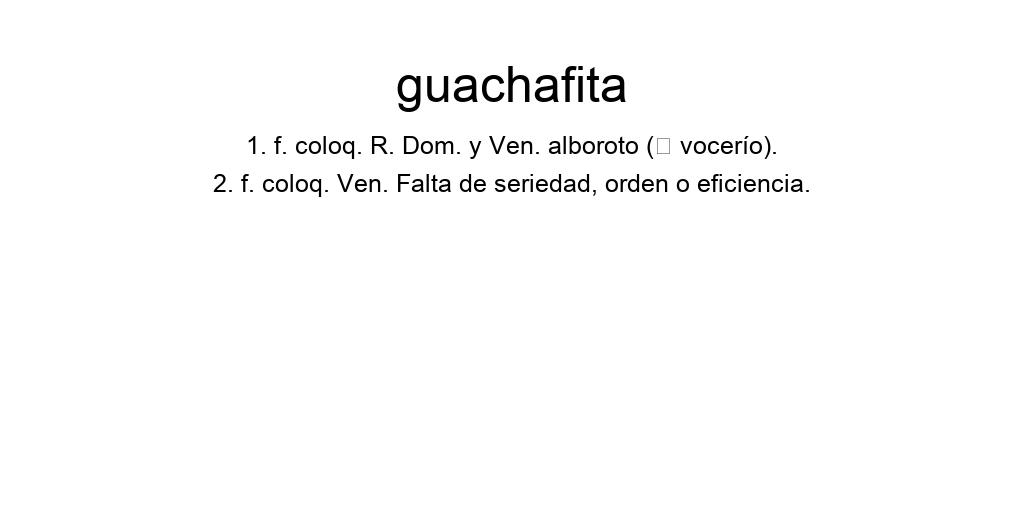 guachafita
1. f. coloq. R. Dom. y Ven. alboroto (□ vocerío).
2. f. coloq. Ven. Falta de seriedad, orden o eficiencia.